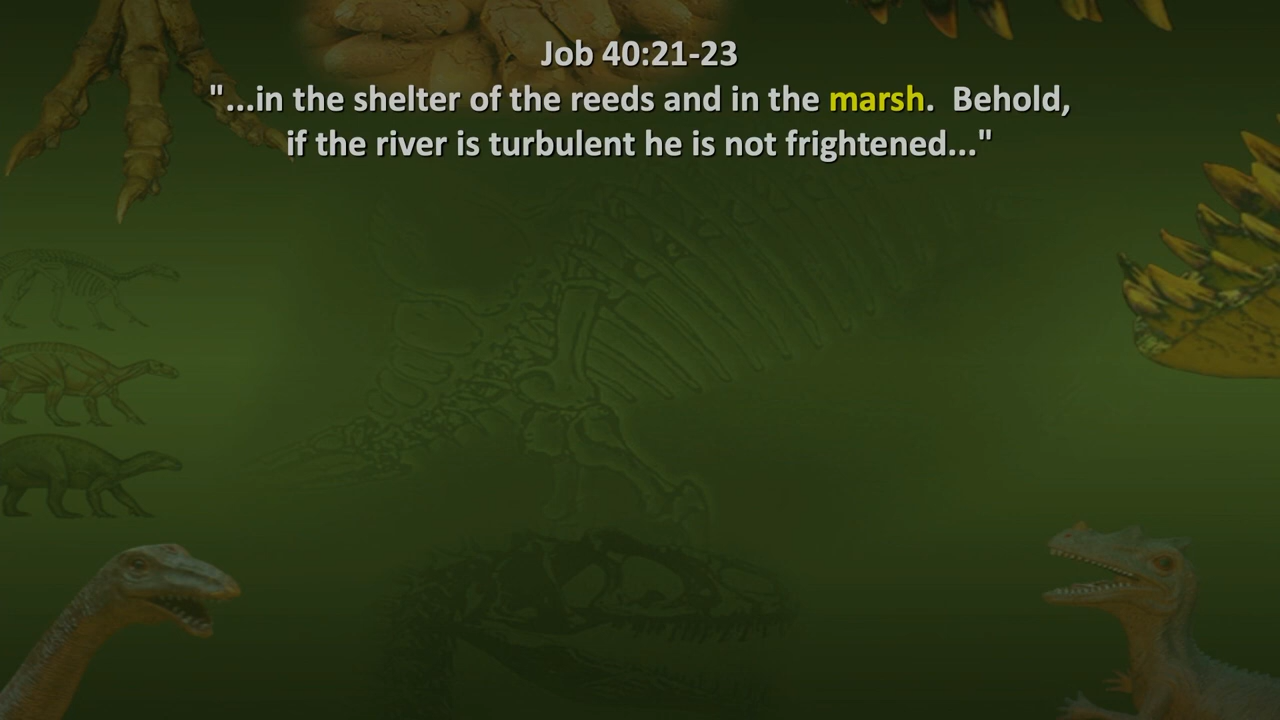 Job 40:21-23
"...in the shelter of the reeds and in the marsh.  Behold,
if the river is turbulent he is not frightened..."